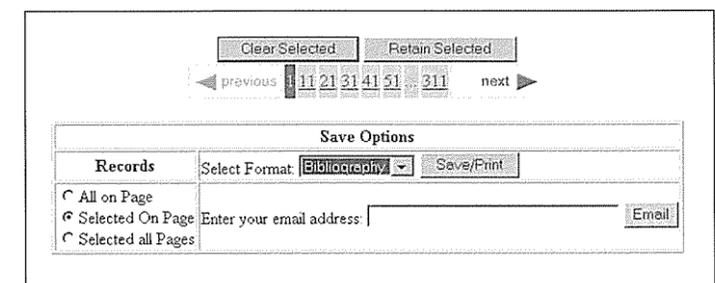 Clear Selected Retain Selected
previous 1 11 21 31 41 51 ... 311 next
Save Options
Records Select Format: Bibliography Save/Print
All on Page
Selected On Page Enter your email address: Email
Selected all Pages